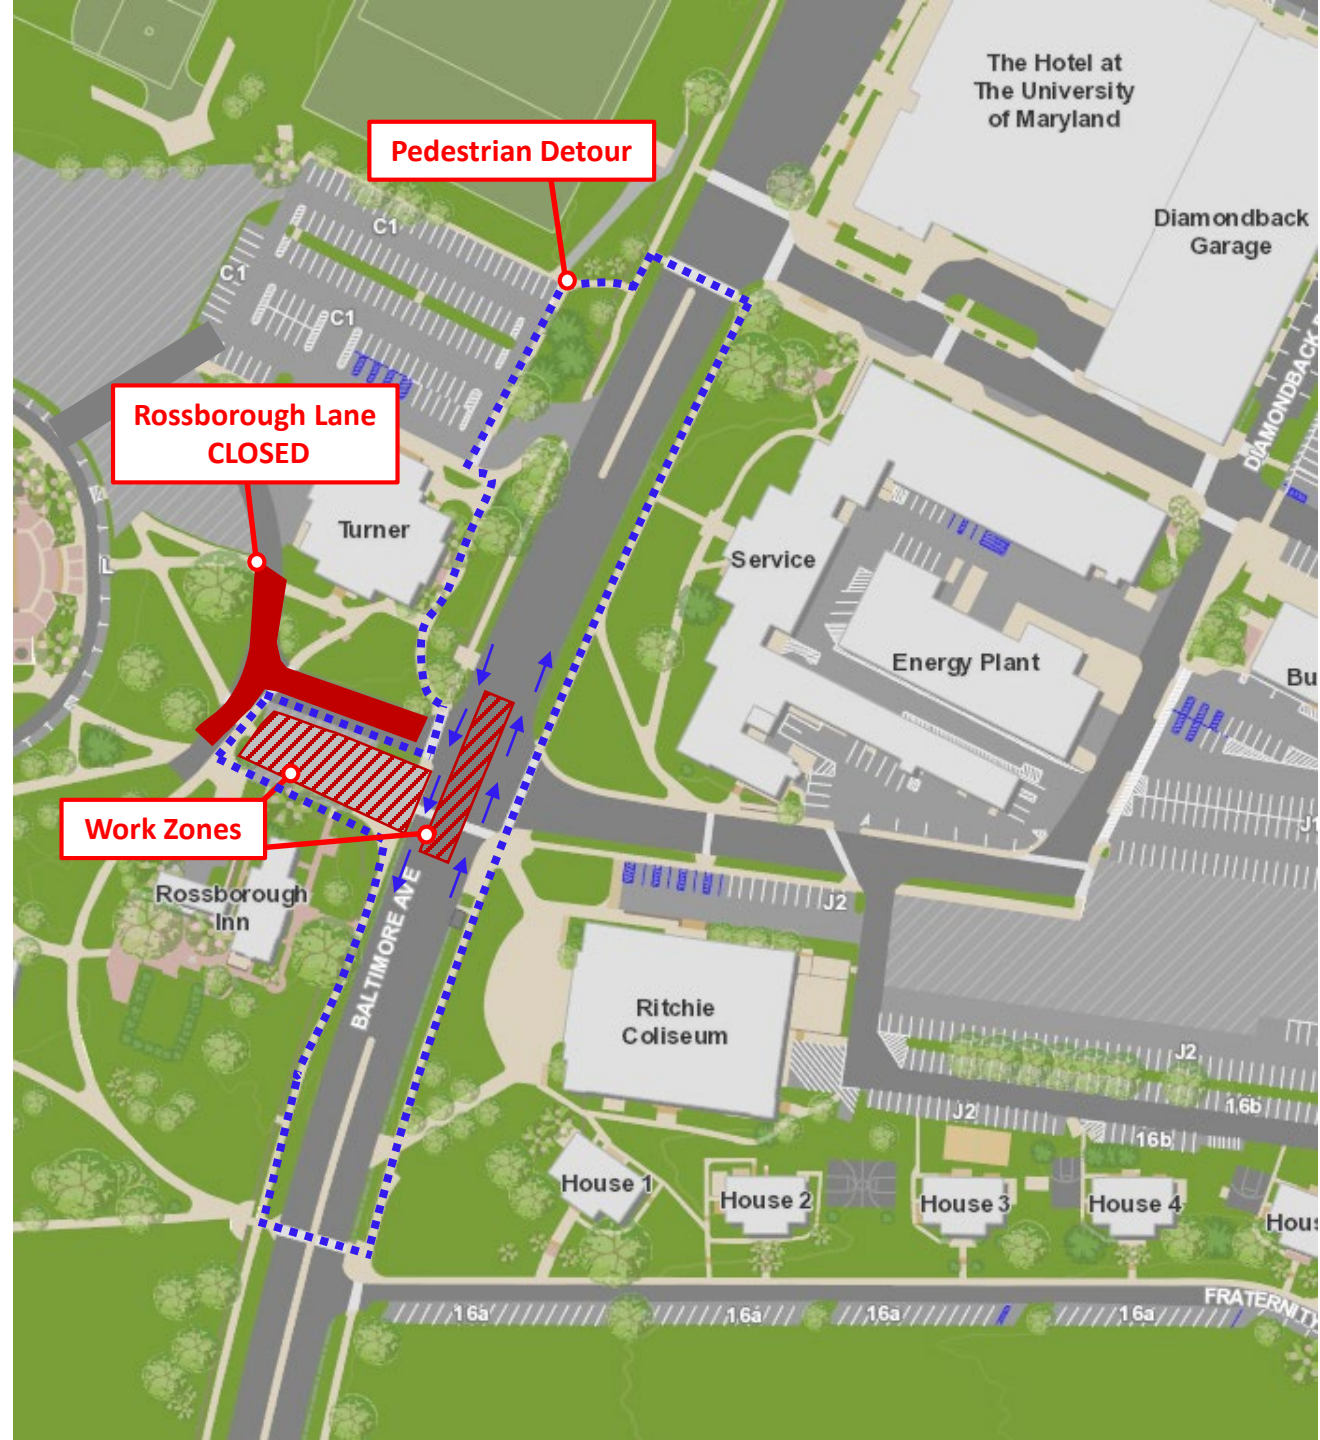 The Hotel at
The University
of Maryland
Pedestrian Detour
Diamondback
Garage
C1
C1
C1
Rossborough Lane
CLOSED
Turner
Service
Energy Plant
Work Zones
Rossborough
Inn
BALTIMORE AVE
J2
J1
Ritchie
Coliseum
J2
J2
16b
16b
House 1
House 2
House 3
House 4
16a
16a
16a
16a